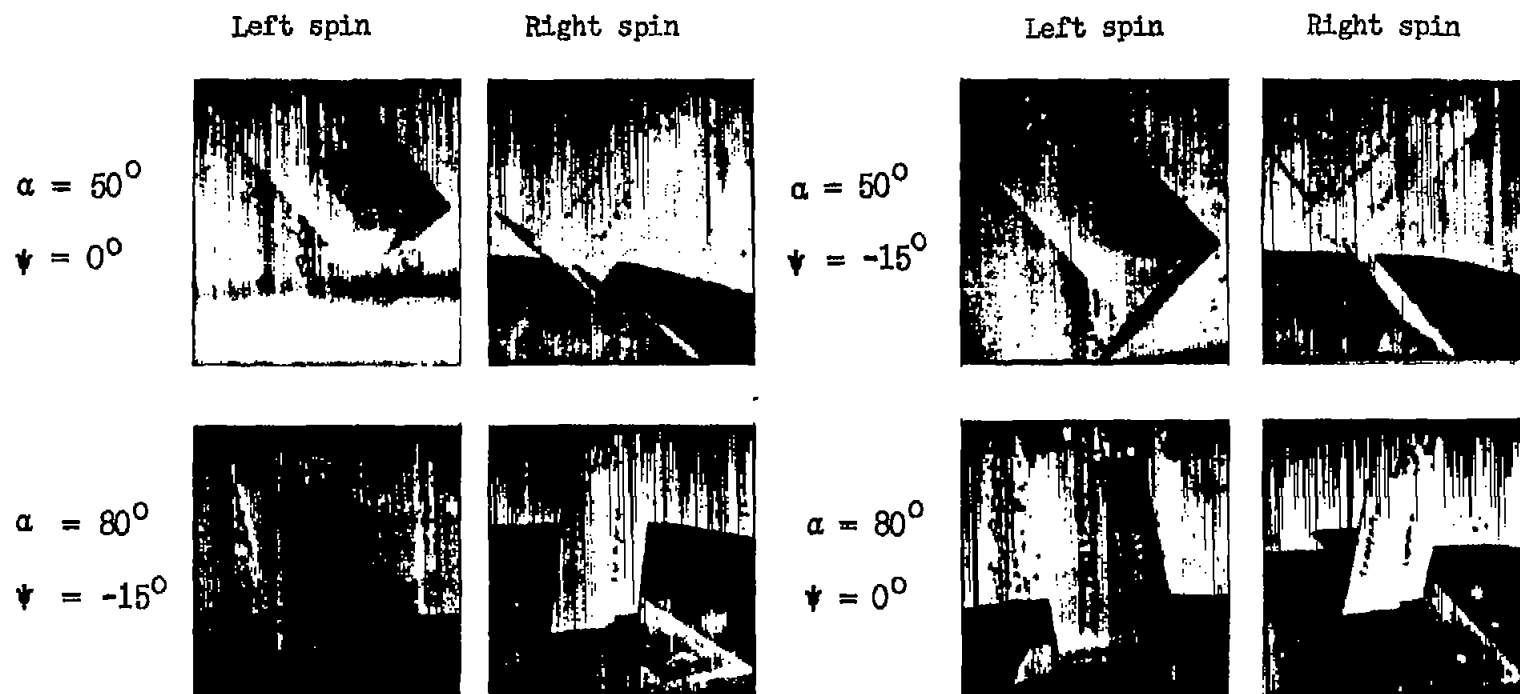 Left spin Right spin Left spin Right spin
α = 50° α = 50°
ψ = 0° ψ = -15°
α = 80° α = 80°
ψ = -15° ψ = 0°